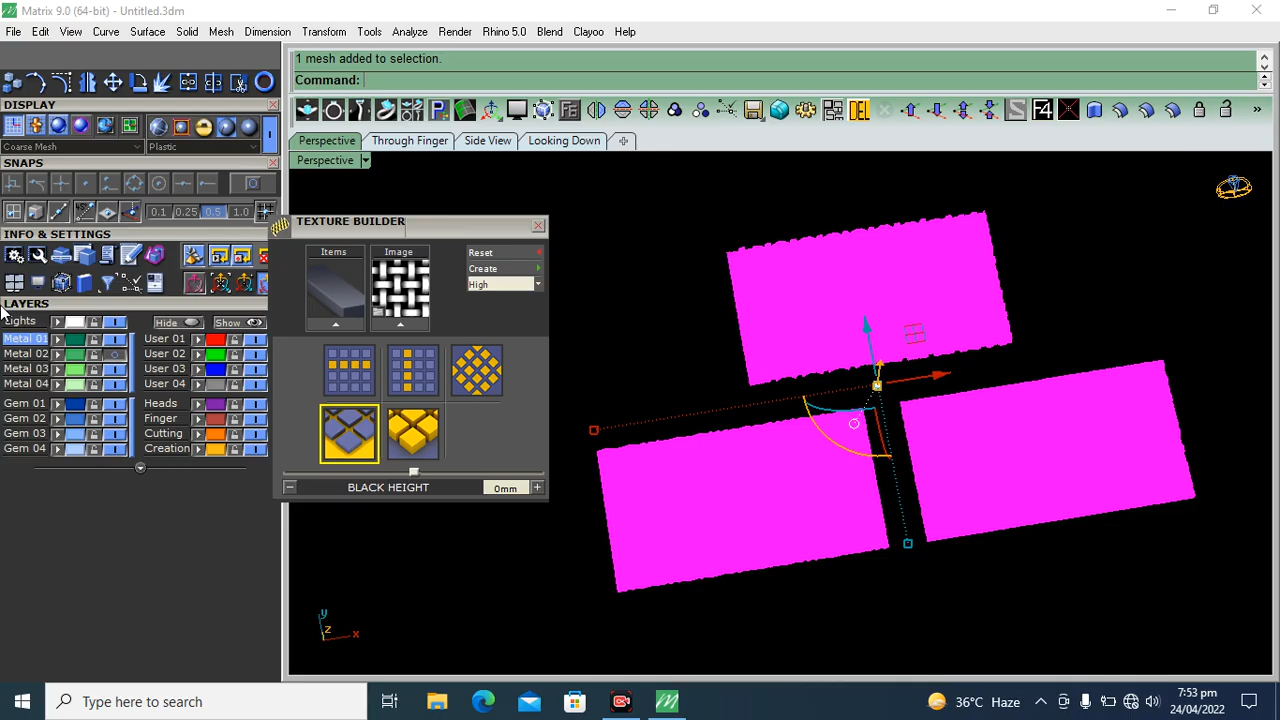 Matrix 9.0 (64-bit) - Untitled.3dm
File Edit View Curve Surface Solid Mesh Dimension Transform Tools Analyze Render Rhino 5.0 Blend Clayoo Help
1 mesh added to selection.
Command:
DISPLAY
Coarse Mesh Plastic
SNAPS
0.1 0.25 0.5 1.0
INFO & SETTINGS
LAYERS
Lights Hide Show
Metal 01 User 01
Metal 02 User 02
Metal 03 User 03
Metal 04 User 04
Gem 01 Heads
Gem 02 Finger
Gem 03 Cutting
Gem 04 Creation
F4
DEL
Perspective Through Finger Side View Looking Down
Perspective
TEXTURE BUILDER
Items Image Reset
Create
High
BLACK HEIGHT 0mm
y
z
x
Type here to search
36°C Haze
7:53 pm
24/04/2022